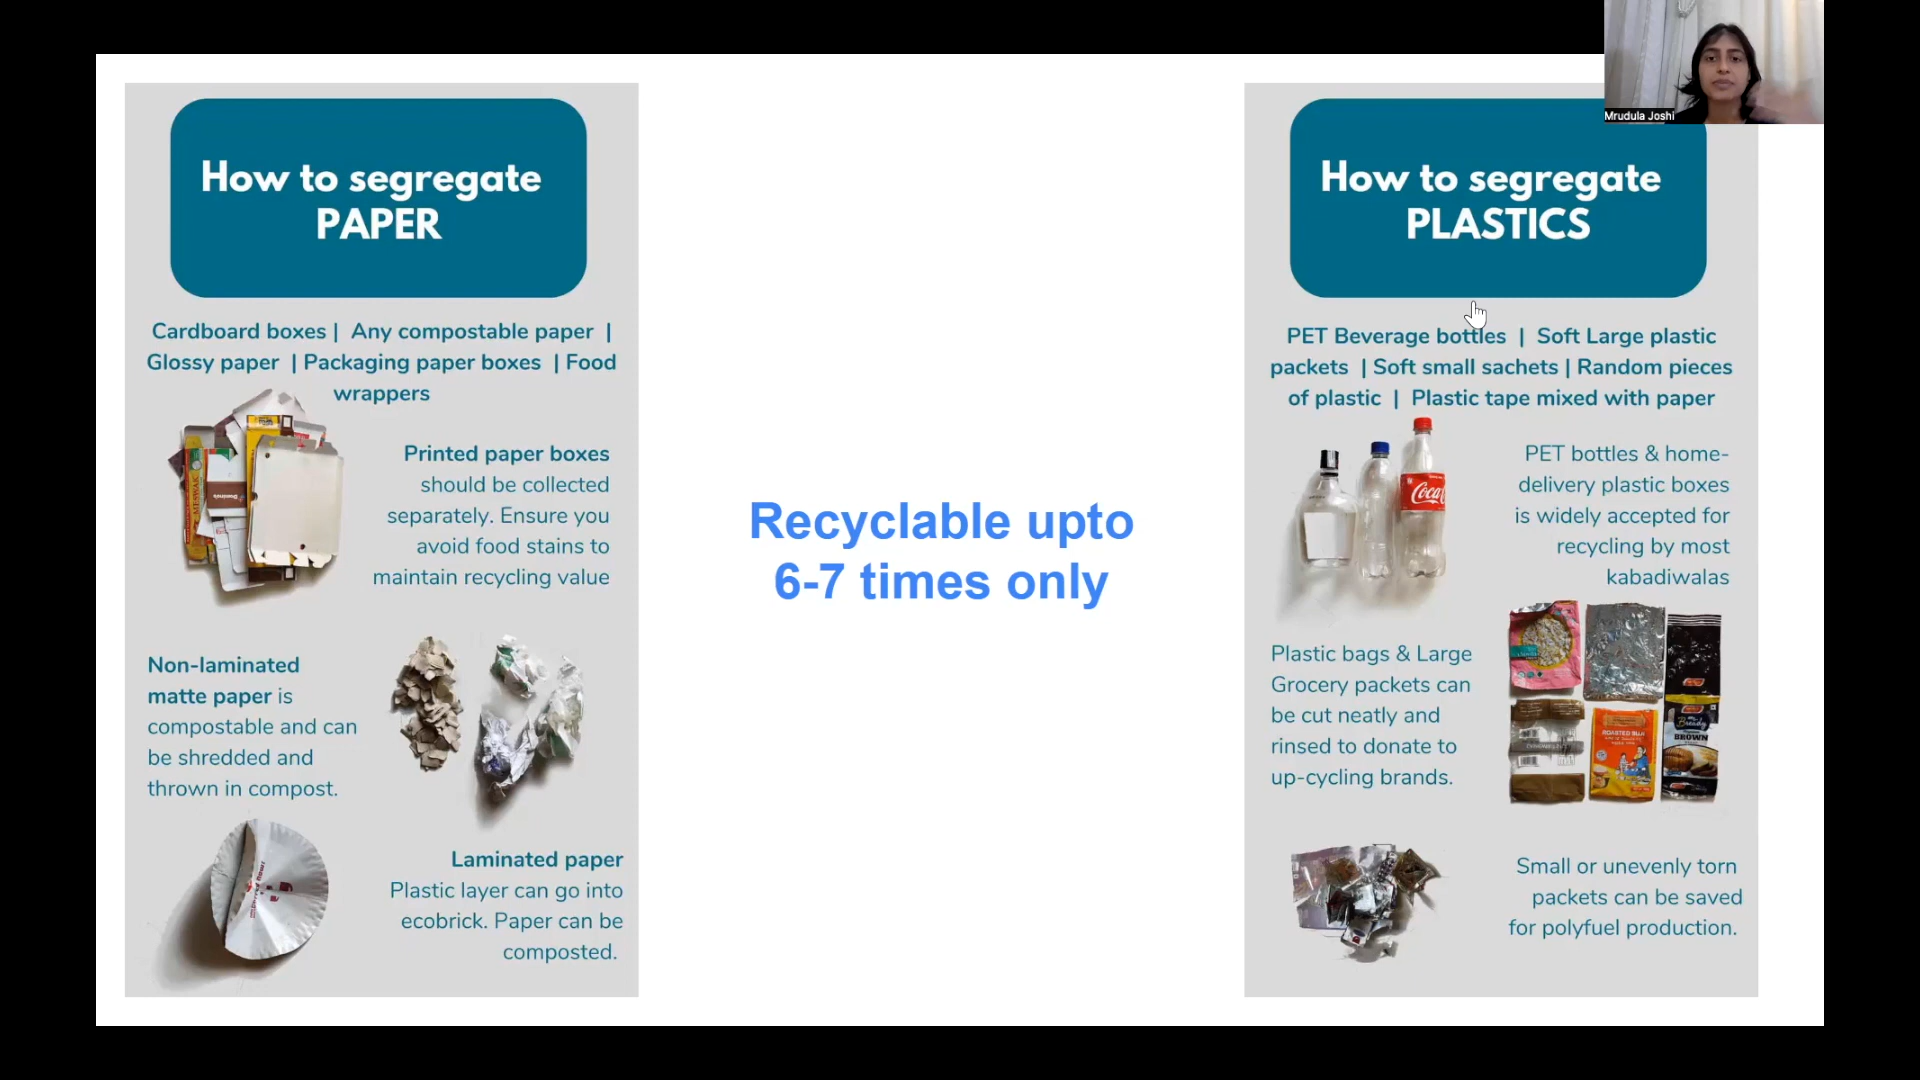 How to segregate
PAPER
Cardboard boxes | Any compostable paper |
Glossy paper | Packaging paper boxes | Food
wrappers
Printed paper boxes
should be collected
separately. Ensure you
avoid food stains to
maintain recycling value
Non-laminated
matte paper is
compostable and can
be shredded and
thrown in compost.
Laminated paper
Plastic layer can go into
ecobrick. Paper can be
composted.
Recyclable upto
6-7 times only
Mrudula Joshi
How to segregate
PLASTICS
PET Beverage bottles | Soft Large plastic
packets | Soft small sachets | Random pieces
of plastic | Plastic tape mixed with paper
PET bottles & home-
delivery plastic boxes
is widely accepted for
recycling by most
kabadiwalas
Coca
Plastic bags & Large
Grocery packets can
be cut neatly and
rinsed to donate to
up-cycling brands.
BROWN
Small or unevenly torn
packets can be saved
for polyfuel production.